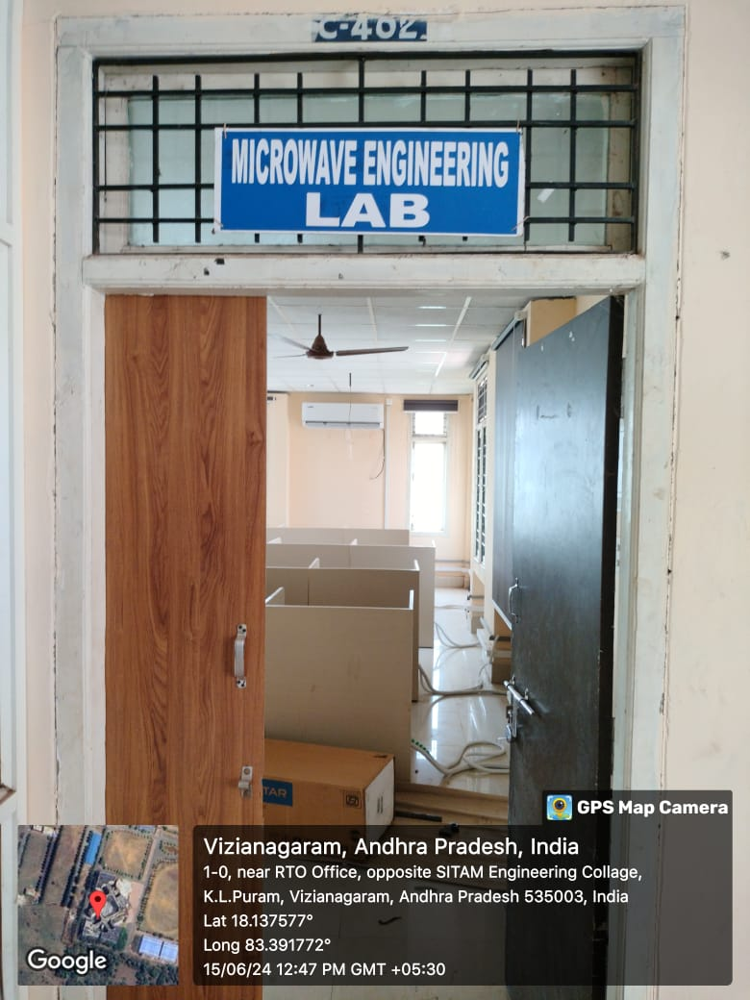 C-402.
MICROWAVE ENGINEERING
LAB
TAR
GPS Map Camera
Vizianagaram, Andhra Pradesh, India
1-0, near RTO Office, opposite SITAM Engineering Collage,
K.L.Puram, Vizianagaram, Andhra Pradesh 535003, India
Lat 18.137577°
Long 83.391772°
15/06/24 12:47 PM GMT +05:30
Google